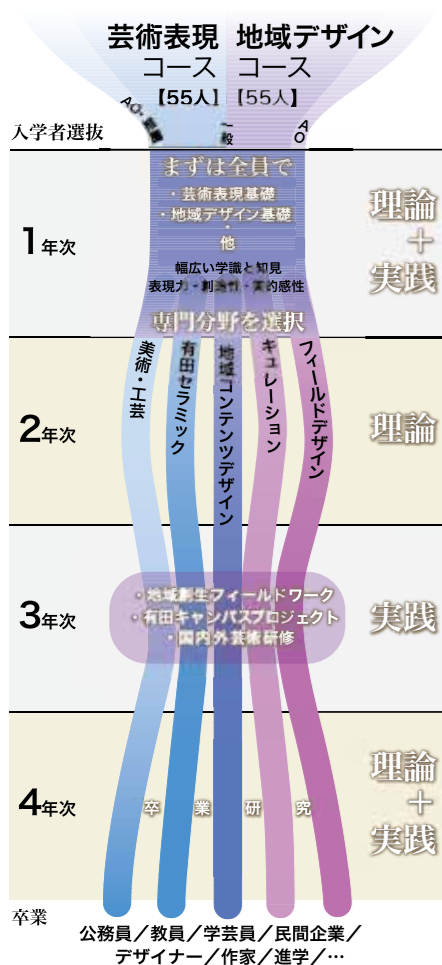 芸術表現 地域デザイン
コース コース
【55人】【55人】
入学者選抜
AO
一般
AO
まずは全員で
・芸術表現基礎
・地域デザイン基礎
・
他
幅広い学識と知見
表現力・創造性・美的感性
専門分野を選択
1年次
理論
+
実践
美術・工芸
有田セラミック
地域コンテンツデザイン
キュレーション
フィールドデザイン
2年次
理論
3年次
・地域創生フィールドワーク
・有田キャンパスプロジェクト
・国内外芸術研修
実践
4年次
卒業研究
理論
+
実践
卒業
公務員／教員／学芸員／民間企業／
デザイナー／作家／進学／…